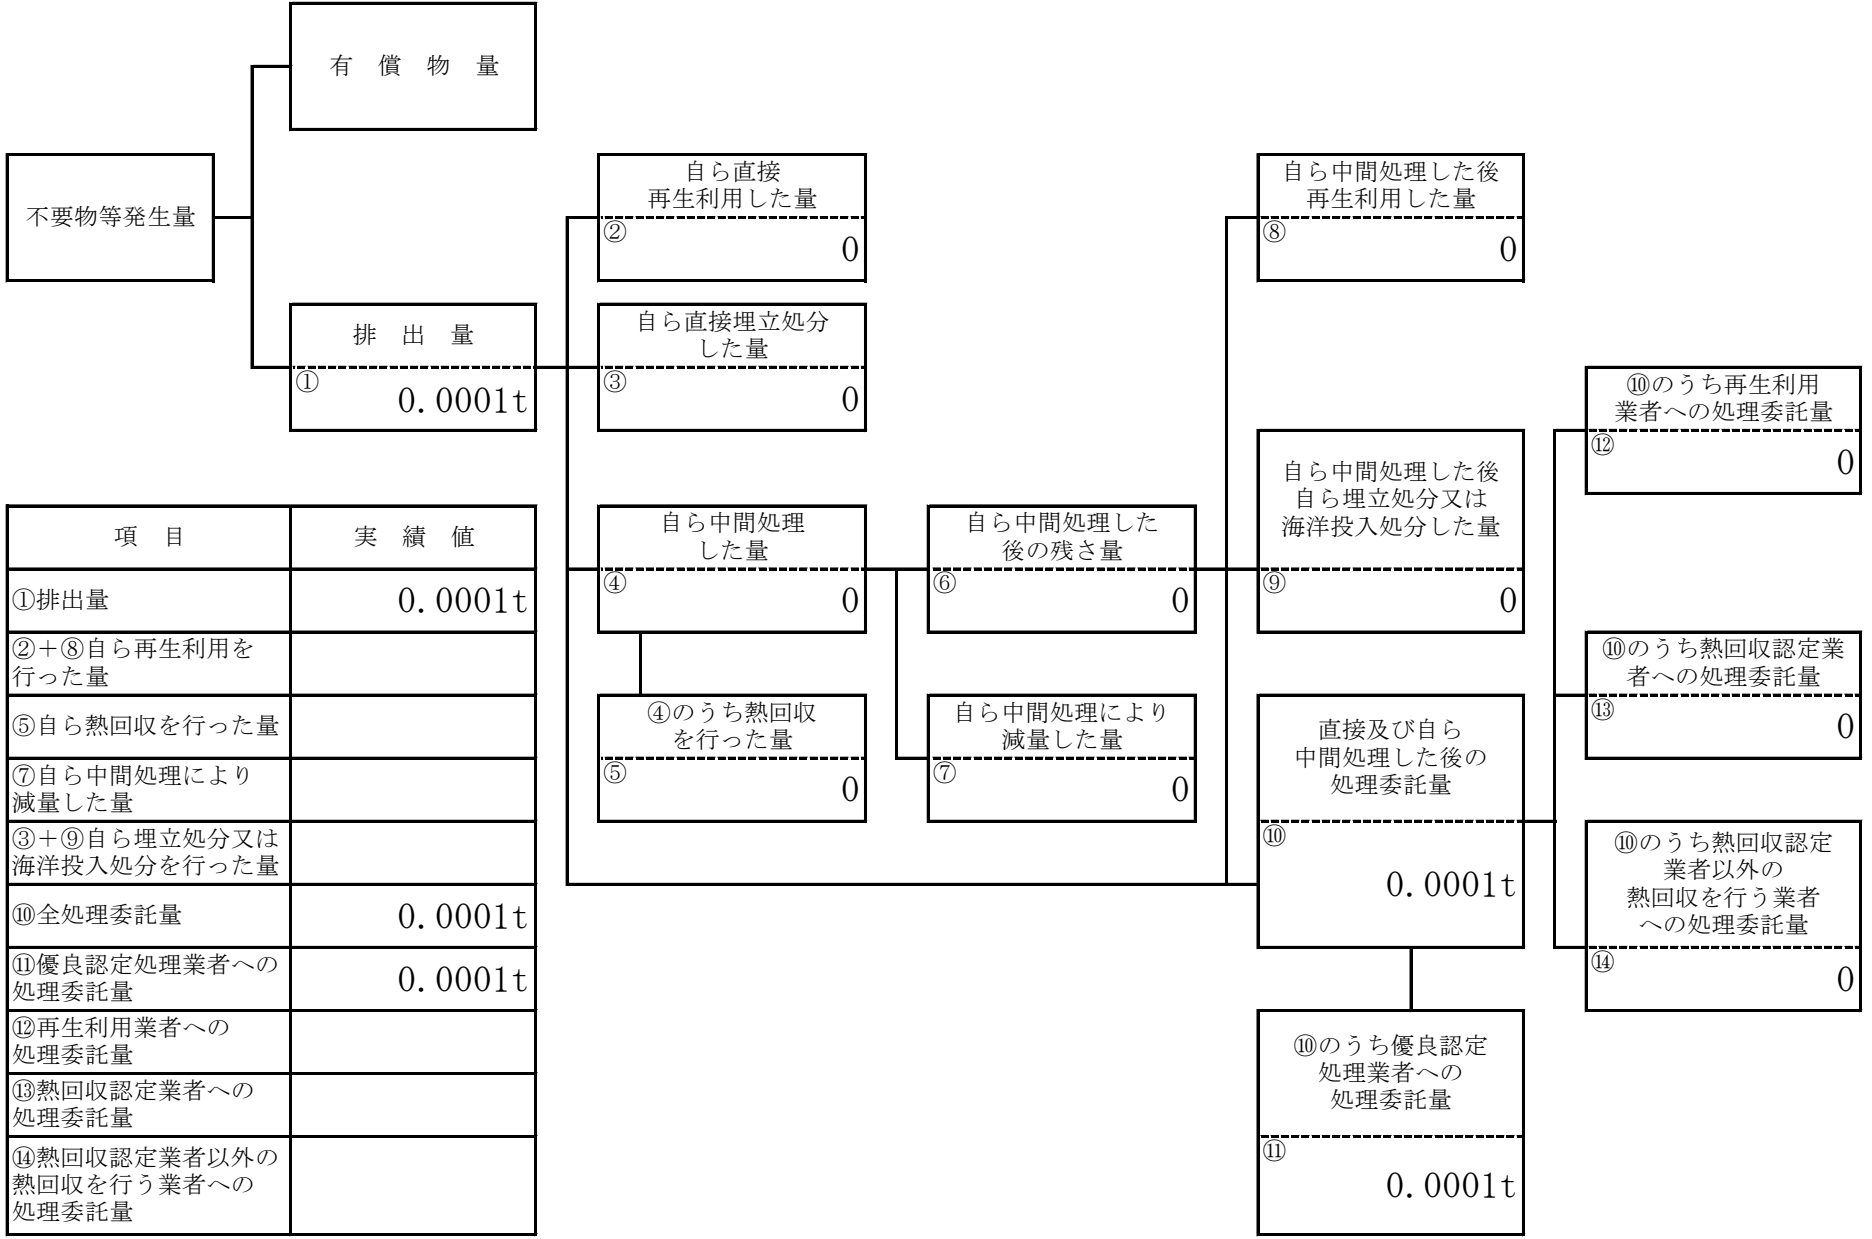 有　償　物　量
不要物等発生量
排　出　量
①
0.0001t
自ら直接
再生利用した量
②
0
自ら直接埋立処分
した量
③
0
自ら中間処理
した量
④
0
④のうち熱回収
を行った量
⑤
0
自ら中間処理した
後の残さ量
⑥
0
自ら中間処理により
減量した量
⑦
0
自ら中間処理した後
再生利用した量
⑧
0
自ら中間処理した後
自ら埋立処分又は
海洋投入処分した量
⑨
0
直接及び自ら
中間処理した後の
処理委託量
⑩
0.0001t
⑩のうち優良認定
処理業者への
処理委託量
⑪
0.0001t
⑩のうち再生利用
業者への処理委託量
⑫
0
⑩のうち熱回収認定業
者への処理委託量
⑬
0
⑩のうち熱回収認定
業者以外の
熱回収を行う業者
への処理委託量
⑭
0
項　目　実　績　値
①排出量　0.0001t
②＋⑧自ら再生利用を
行った量
⑤自ら熱回収を行った量
⑦自ら中間処理により
減量した量
③＋⑨自ら埋立処分又は
海洋投入処分を行った量
⑩全処理委託量　0.0001t
⑪優良認定処理業者への
処理委託量　0.0001t
⑫再生利用業者への
処理委託量
⑬熱回収認定業者への
処理委託量
⑭熱回収認定業者以外の
熱回収を行う業者への
処理委託量